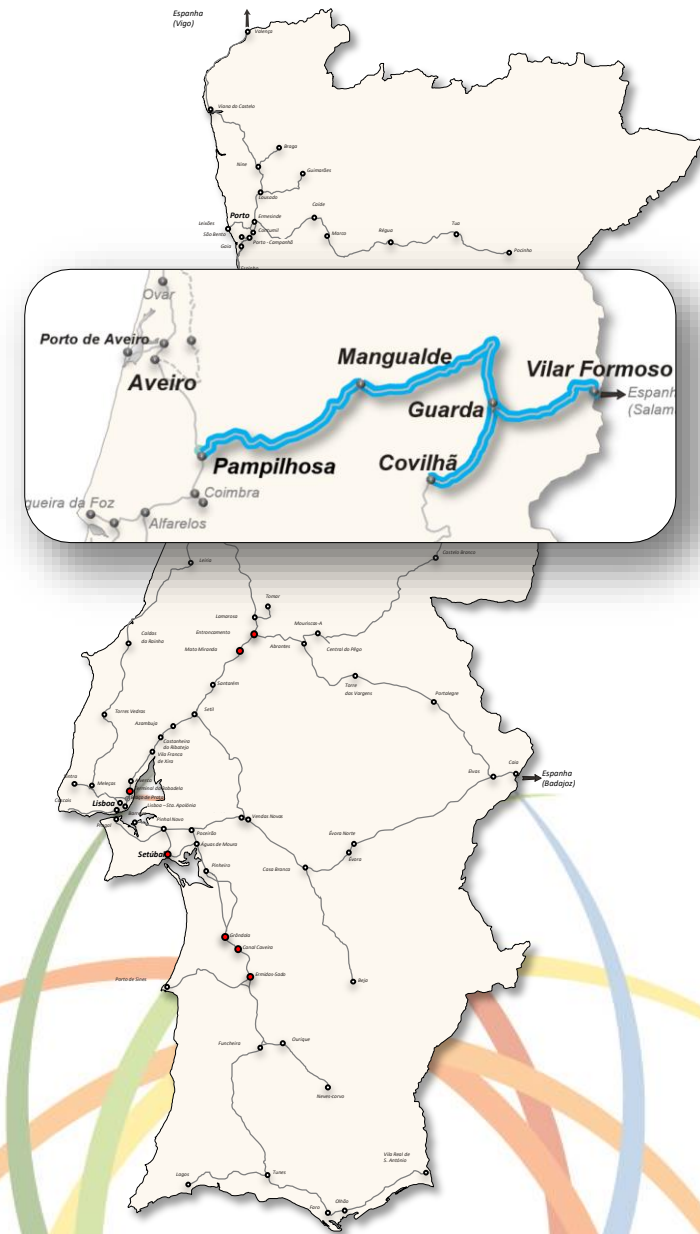 Espanha
(Vigo)
Valença
Viana do Castelo
Braga
Nine
Guimarães
Lousado
Caíde
Porto
Ermesinde
Leixões
Contumil
São Bento
Porto - Campanhã
Gaia
Marco
Régua
Tua
Pocinho
Ovar
Porto de Aveiro
Aveiro
Mangualde
Vilar Formoso
Espanh
(Salam
Guarda
Pampilhosa
Covilhã
Coimbra
gueira da Foz
Alfarelos
Leiria
Castelo Branco
Tomar
Lamarosa
Mouriscas-A
Entroncamento
Caldas
da Rainha
Mato Miranda
Abrantes
Central do Pêgo
Santarém
Torre
das Vargens
Portalegre
Torres Vedras
Setil
Azambuja
Castanheira
do Ribatejo
Vila Franca
de Xira
Elvas
Caia
Espanha
(Badajoz)
Sintra
Meleças
Cascais
Lisboa
Lisboa – Sta. Apolónia
Pinhal Novo
Poceirão
Vendas Novas
Águas de Moura
Setúbal
Pinheiro
Évora Norte
Évora
Casa Branca
Grândola
Canal Caveira
Ermidas-Sado
Porto de Sines
Beja
Funcheira
Ourique
Neves-corvo
Vila Real de
S. António
Lagos
Tunes
Faro
Olhão